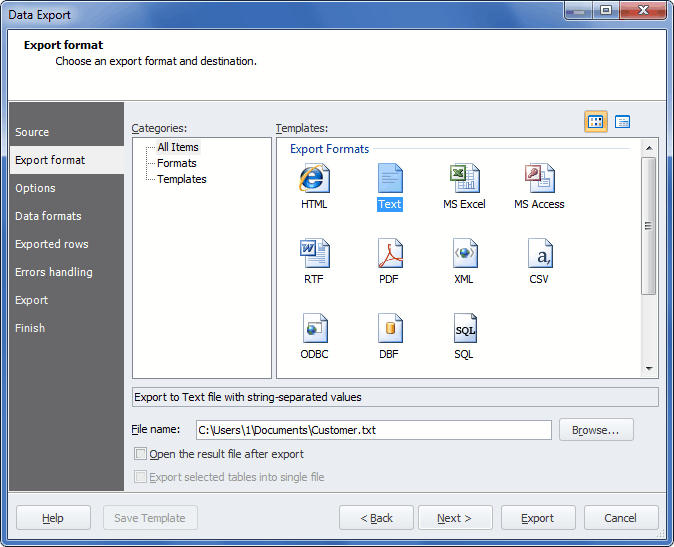 Data Export
Export format
Choose an export format and destination.
Source
Export format
Options
Data formats
Exported rows
Errors handling
Export
Finish
Categories:
All Items
Formats
Templates
Templates:
Export Formats
HTML Text MS Excel MS Access
RTF PDF XML CSV
ODBC DBF SQL
Export to Text file with string-separated values
File name: C:\Users\1\Documents\Customer.txt Browse...
Open the result file after export
Export selected tables into single file
Help Save Template < Back Next > Export Cancel